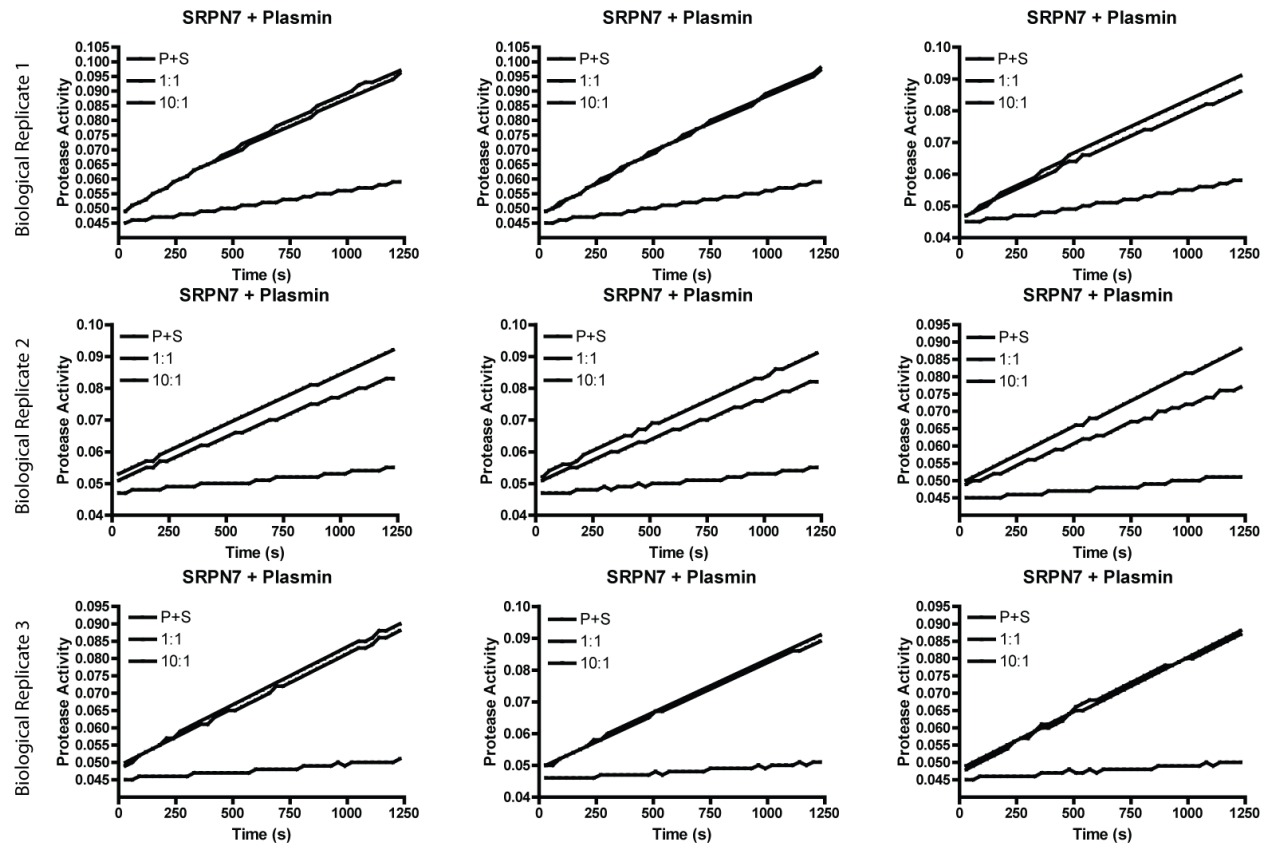 SRPN7 + Plasmin
SRPN7 + Plasmin
SRPN7 + Plasmin
Biological Replicate 1
Protease Activity
0.105
0.100
0.095
0.090
0.085
0.080
0.075
0.070
0.065
0.060
0.055
0.050
0.045
P+S
1:1
10:1
0 250 500 750 1000 1250
Time (s)
Protease Activity
0.105
0.100
0.095
0.090
0.085
0.080
0.075
0.070
0.065
0.060
0.055
0.050
0.045
P+S
1:1
10:1
0 250 500 750 1000 1250
Time (s)
Protease Activity
0.10
0.09
0.08
0.07
0.06
0.05
0.04
P+S
1:1
10:1
0 250 500 750 1000 1250
Time (s)
SRPN7 + Plasmin
SRPN7 + Plasmin
SRPN7 + Plasmin
Biological Replicate 2
Protease Activity
0.10
0.09
0.08
0.07
0.06
0.05
0.04
P+S
1:1
10:1
0 250 500 750 1000 1250
Time (s)
Protease Activity
0.10
0.09
0.08
0.07
0.06
0.05
0.04
P+S
1:1
10:1
0 250 500 750 1000 1250
Time (s)
Protease Activity
0.095
0.090
0.085
0.080
0.075
0.070
0.065
0.060
0.055
0.050
0.045
P+S
1:1
10:1
0 250 500 750 1000 1250
Time (s)
SRPN7 + Plasmin
SRPN7 + Plasmin
SRPN7 + Plasmin
Biological Replicate 3
Protease Activity
0.095
0.090
0.085
0.080
0.075
0.070
0.065
0.060
0.055
0.050
0.045
P+S
1:1
10:1
0 250 500 750 1000 1250
Time (s)
Protease Activity
0.10
0.09
0.08
0.07
0.06
0.05
0.04
P+S
1:1
10:1
0 250 500 750 1000 1250
Time (s)
Protease Activity
0.095
0.090
0.085
0.080
0.075
0.070
0.065
0.060
0.055
0.050
0.045
P+S
1:1
10:1
0 250 500 750 1000 1250
Time (s)